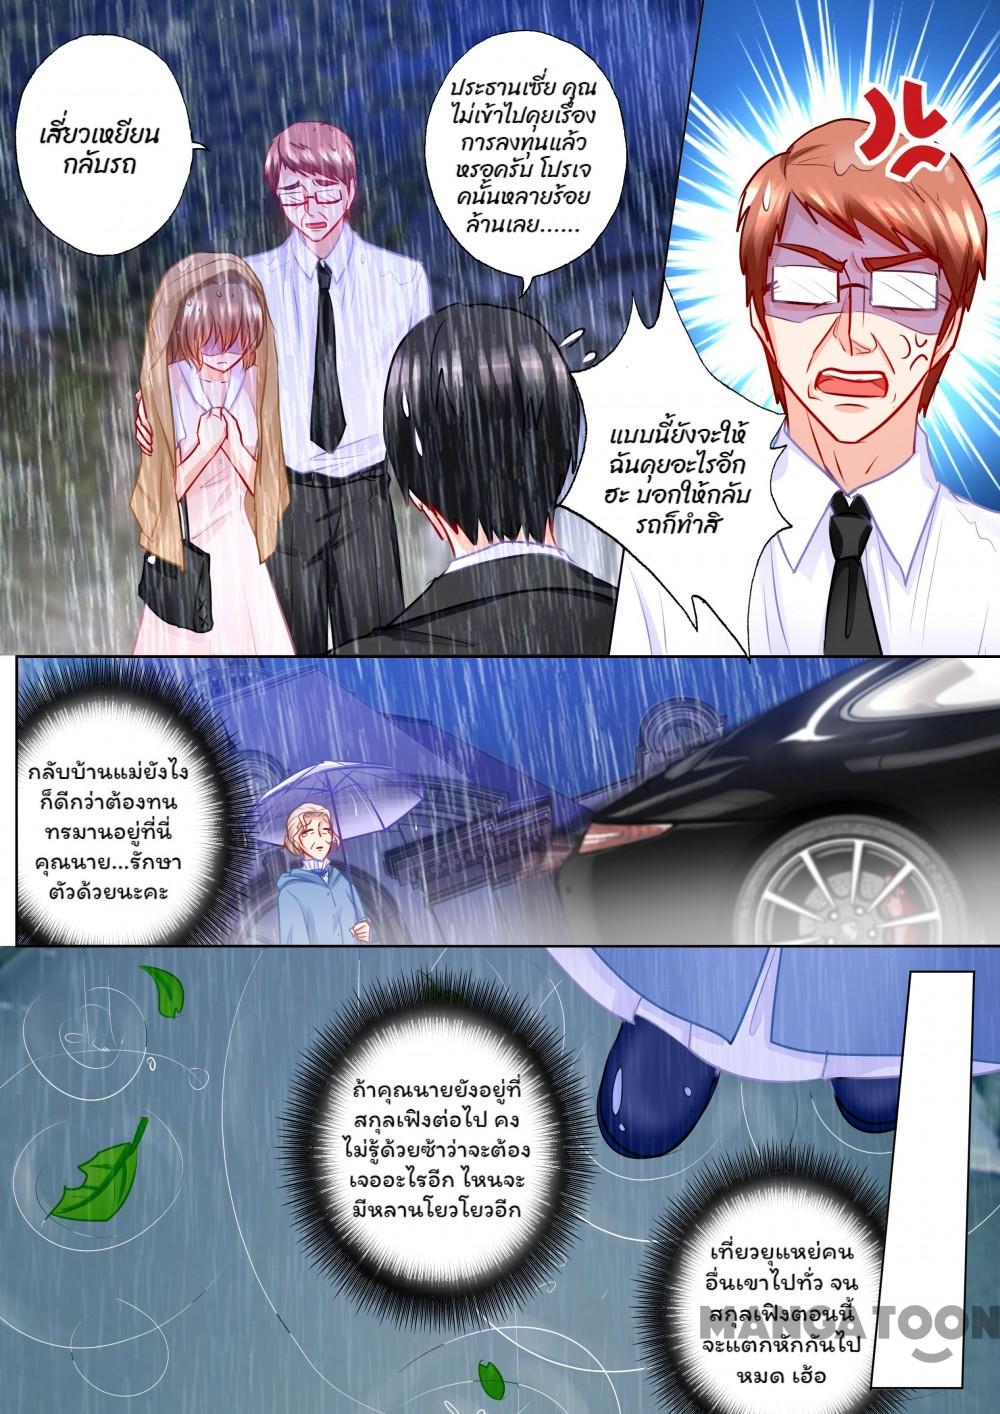 เสี่ยวเหยียน
กลับรถ
ประธานเซี่ย คุณ
ไม่เข้าไปคุยเรื่อง
การลงทุนแล้ว
หรอครับ โปรเจ
คนั้นหลายร้อย
ล้านเลย......
แบบนี้ยังจะให้
ฉันคุยอะไรอีก
ฮะ บอกให้กลับ
รถก็ทำสิ
กลับบ้านแม่ยังไง
ก็ดีกว่าต้องทน
ทรมานอยู่ที่นี่
คุณนาย...รักษา
ตัวด้วยนะคะ
ถ้าคุณนายยังอยู่ที่
สกุลเฟิงต่อไป คง
ไม่รู้ด้วยซ้ำว่าจะต้อง
เจออะไรอีก ไหนจะ
มีหลานโยวโยวอีก
เที่ยวยุแหย่คน
อื่นเขาไปทั่ว จน
สกุลเฟิงตอนนี้
จะแตกหักกันไป
หมด เฮ้อ
MANGATOON